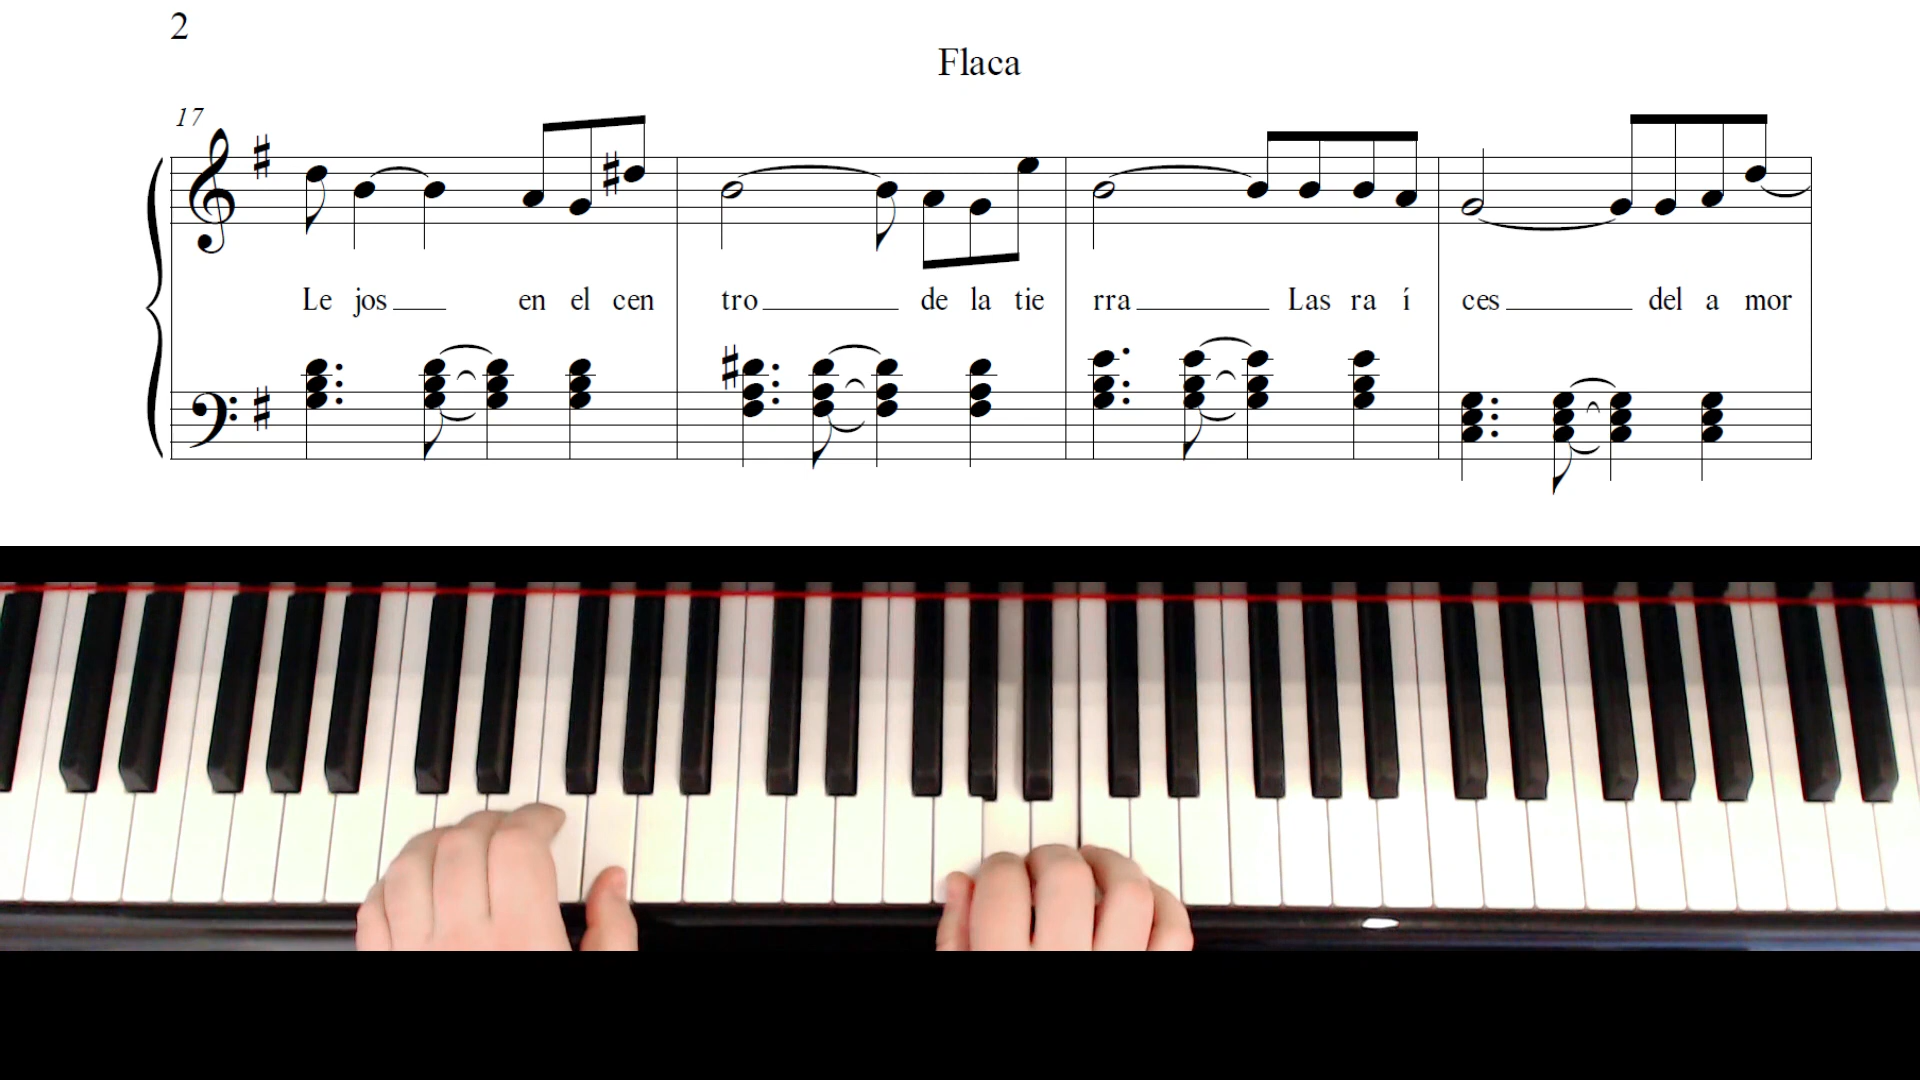 2
Flaca
17
Le jos en el cen tro de la tie rra Las ra í ces del a mor